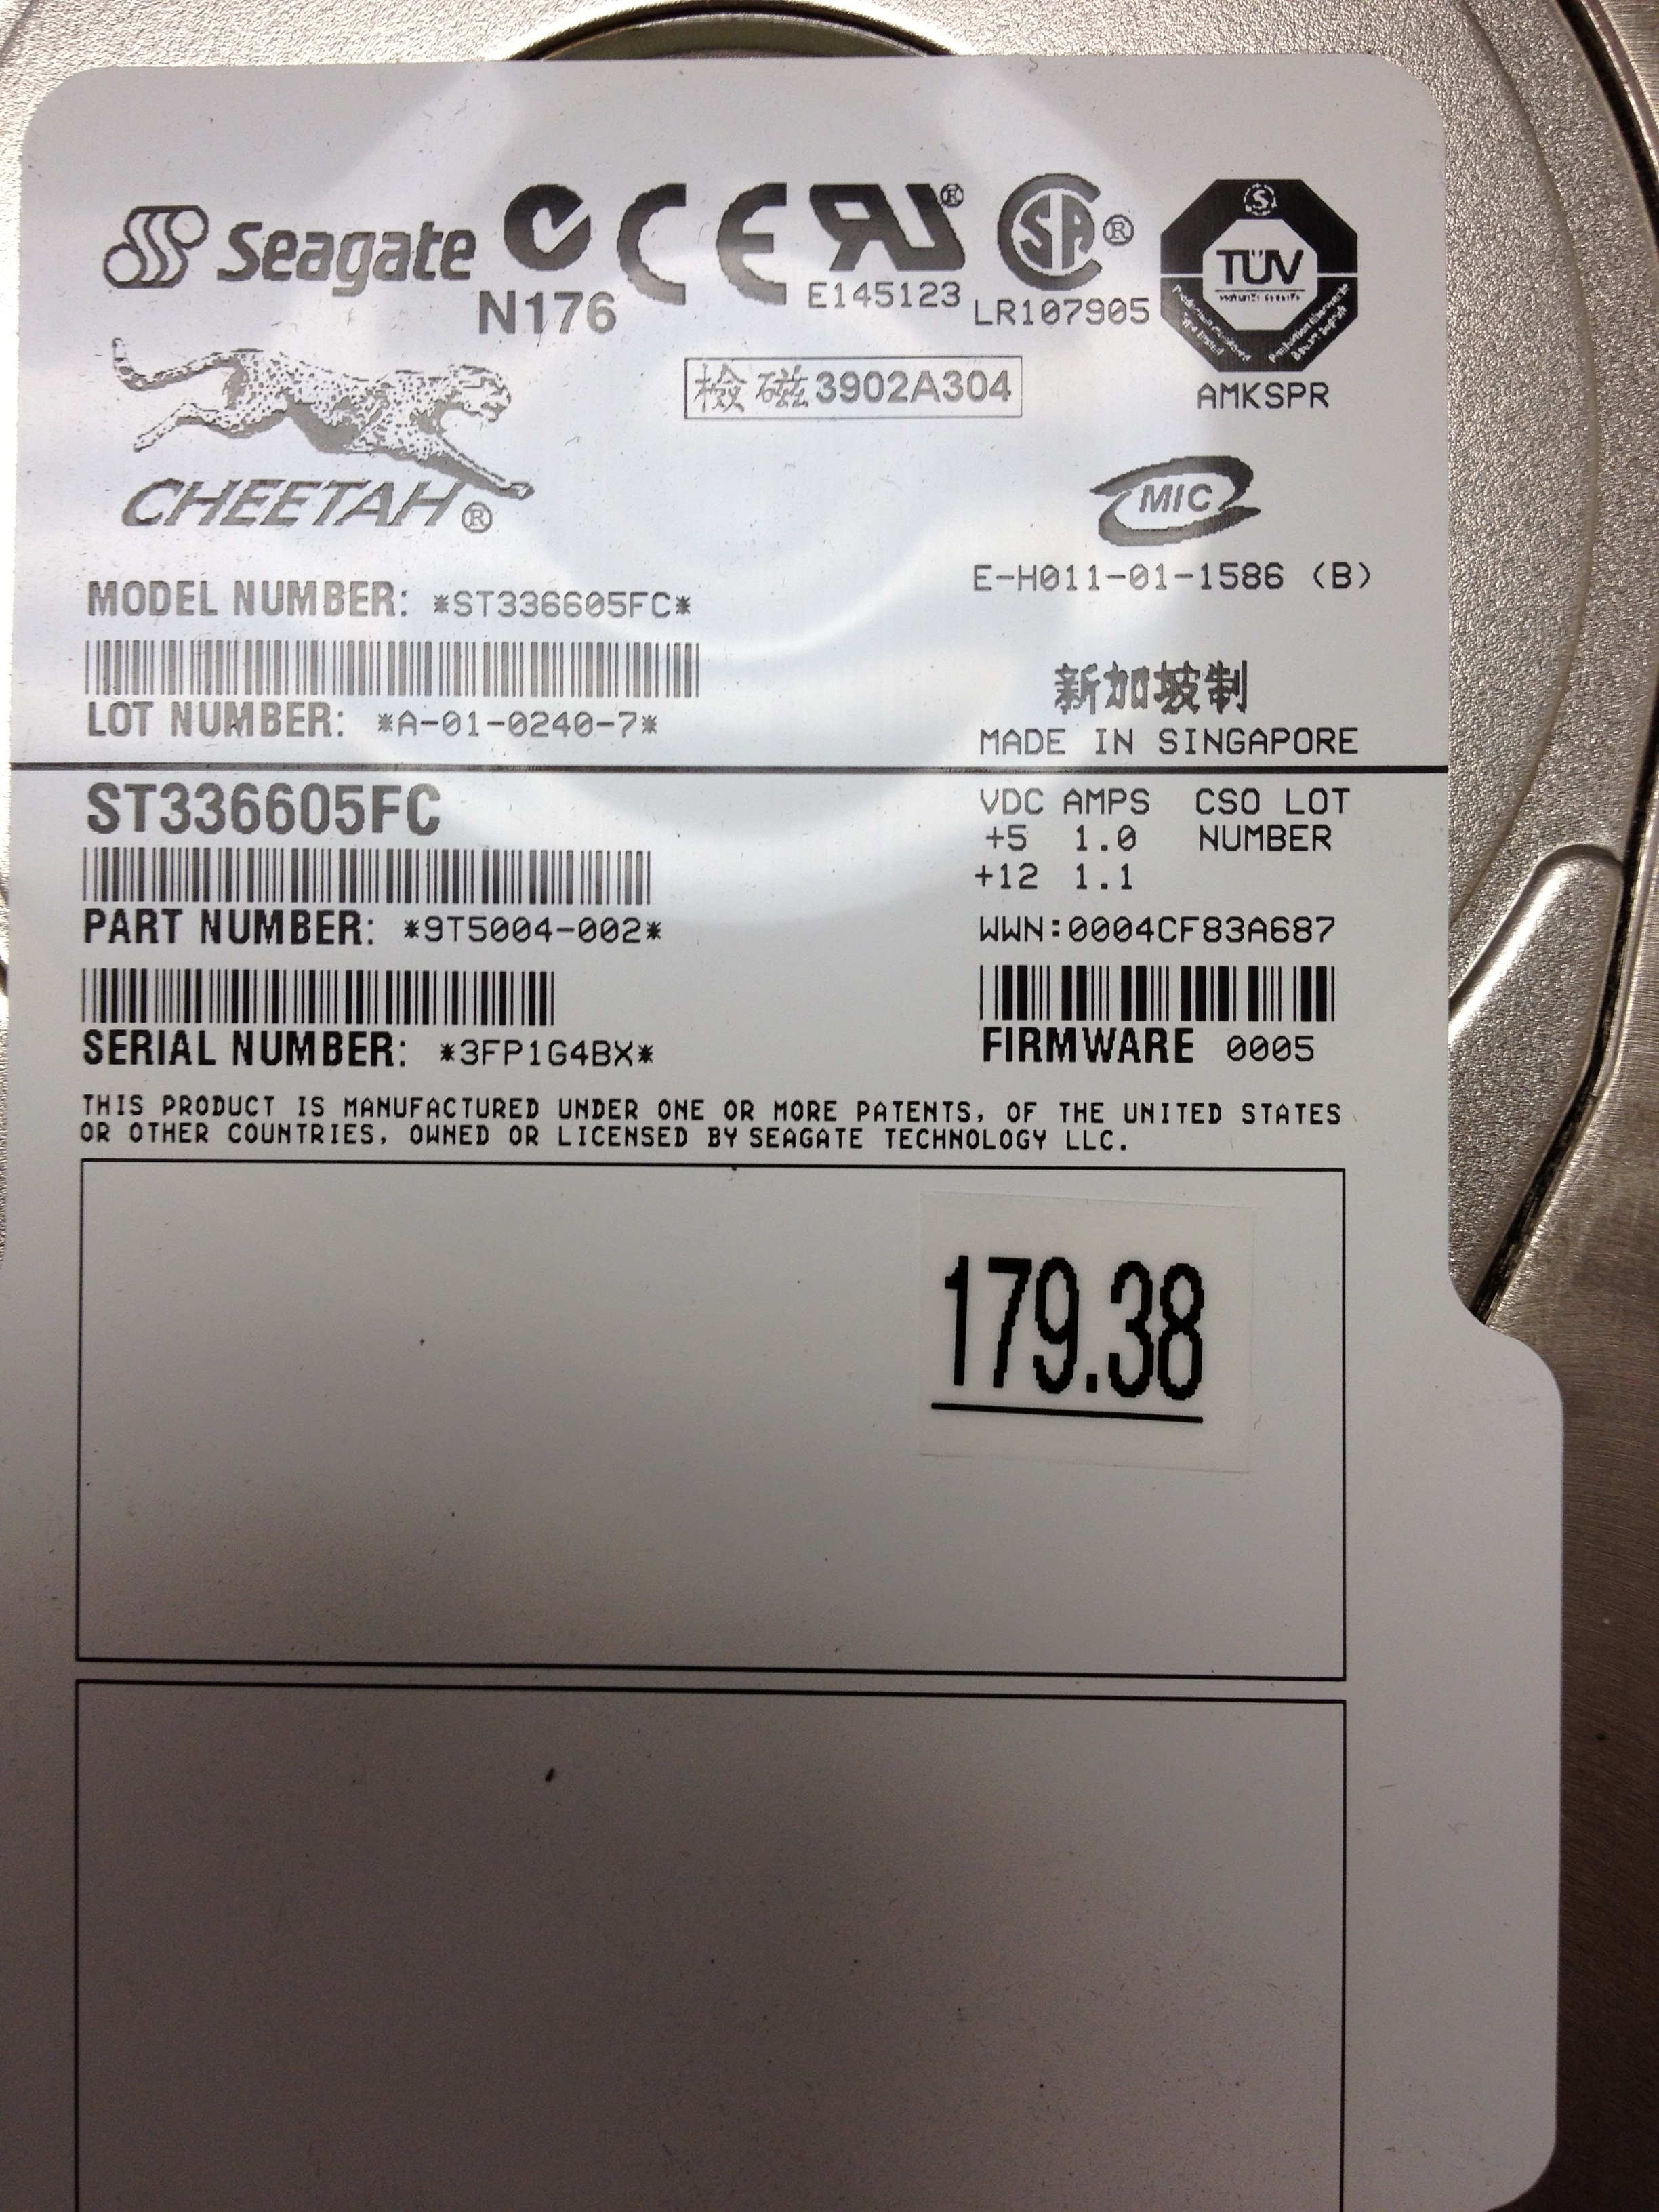 Seagate
N176
E145123
LR107905
TÜV
AMKSPR
檢磁3902A304
CHEETAH®
MIC
E-H011-01-1586 (B)
MODEL NUMBER: *ST336605FC*
LOT NUMBER: *A-01-0240-7*
新加坡制
MADE IN SINGAPORE
ST336605FC
VDC AMPS CSO LOT
+5 1.0 NUMBER
+12 1.1
PART NUMBER: *9T5004-002*
WWN:0004CF83A687
SERIAL NUMBER: *3FP1G4BX*
FIRMWARE 0005
THIS PRODUCT IS MANUFACTURED UNDER ONE OR MORE PATENTS, OF THE UNITED STATES
OR OTHER COUNTRIES, OWNED OR LICENSED BY SEAGATE TECHNOLOGY LLC.
179.38